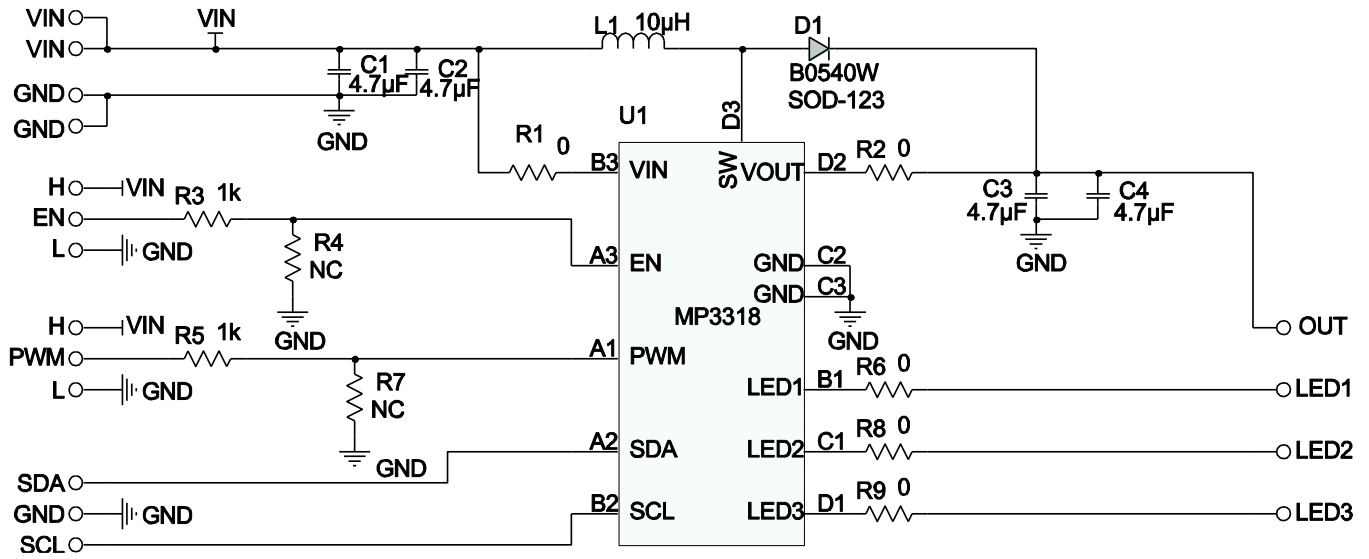 VIN
VIN
VIN
L1 10µH
D1
B0540W
SOD-123
C1
4.7µF
C2
4.7µF
GND
GND
GND
U1
D3
R1 0
B3 VIN
SW
VOUT D2
R2 0
C3
4.7µF
C4
4.7µF
GND
H VIN
EN
R3 1k
L GND
R4
NC
GND
A3 EN
GND C2
GND C3
GND
MP3318
OUT
H VIN
PWM
R5 1k
L GND
R7
NC
GND
A1 PWM
LED1 B1
R6 0
LED1
A2 SDA
LED2 C1
R8 0
LED2
SDA
GND GND
SCL
B2 SCL
LED3 D1
R9 0
LED3